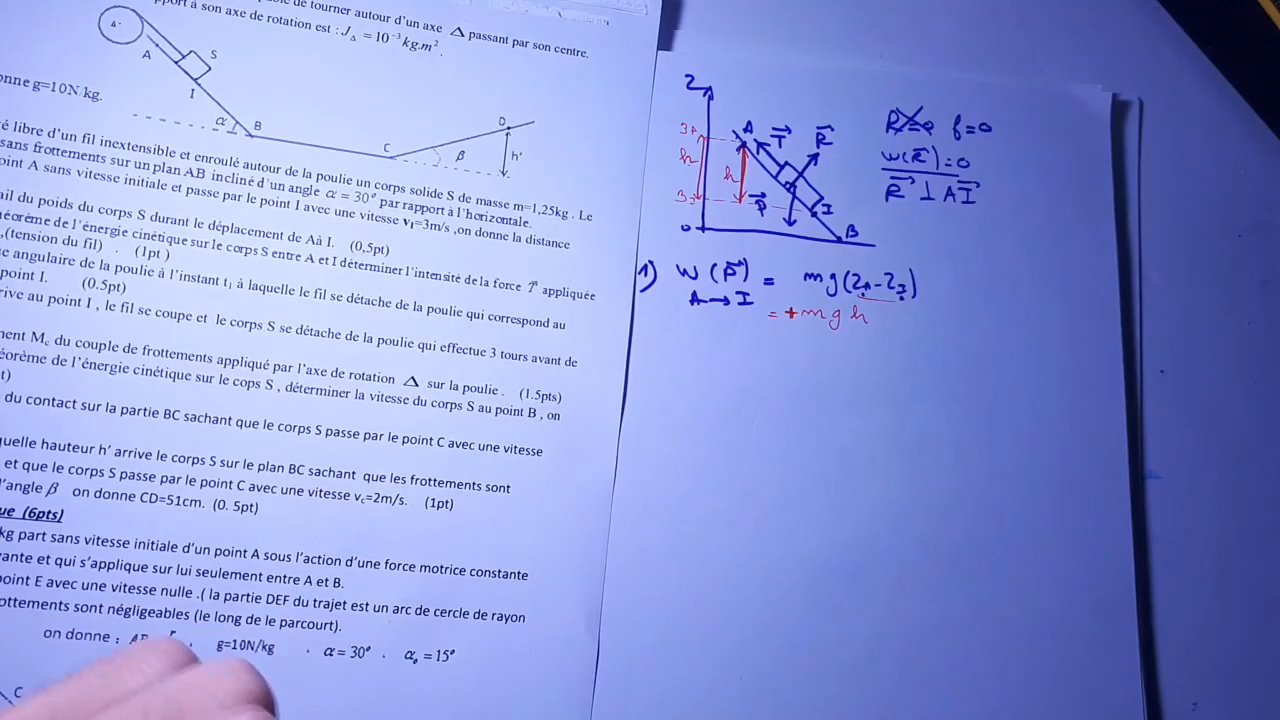 de tourner autour d'un axe Δ passant par son centre.
port à son axe de rotation est : J_Δ = 10⁻³ kg.m².
Δ
A
S
I
α
B
C
D
β
h'
onne g=10N/kg.
é libre d'un fil inextensible et enroulé autour de la poulie un corps solide S de masse m=1,25kg . Le
sans frottements sur un plan AB incliné d'un angle α = 30° par rapport à l'horizontale.
point A sans vitesse initiale et passe par le point I avec une vitesse v_I=3m/s ,on donne la distance
ail du poids du corps S durant le déplacement de Aà I. (0,5pt)
éorème de l'énergie cinétique sur le corps S entre A et I déterminer l'intensité de la force T⃗ appliquée
,(tension du fil) . (1pt )
se angulaire de la poulie à l'instant t₁ à laquelle le fil se détache de la poulie qui correspond au
point I. (0.5pt)
rive au point I , le fil se coupe et le corps S se détache de la poulie qui effectue 3 tours avant de
ment M_c du couple de frottements appliqué par l'axe de rotation Δ sur la poulie . (1.5pts)
éorème de l'énergie cinétique sur le cops S , déterminer la vitesse du corps S au point B , on
t)
du contact sur la partie BC sachant que le corps S passe par le point C avec une vitesse
quelle hauteur h' arrive le corps S sur le plan BC sachant que les frottements sont
et que le corps S passe par le point C avec une vitesse v_c=2m/s. (1pt)
l'angle β on donne CD=51cm. (0. 5pt)
ue (6pts)
kg part sans vitesse initiale d'un point A sous l'action d'une force motrice constante
ante et qui s'applique sur lui seulement entre A et B.
point E avec une vitesse nulle .( la partie DEF du trajet est un arc de cercle de rayon
ottements sont négligeables (le long de le parcourt).
on donne : g=10N/kg . α = 30° . α₀ = 15°
C
Z
A
T⃗
R⃗
h
h
P⃗
I
B
0
f=0
W(R⃗)=0
R⃗ ⊥ AI⃗
1) W(P⃗) = mg(Z_A-Z_I)
A→I
= +mgh